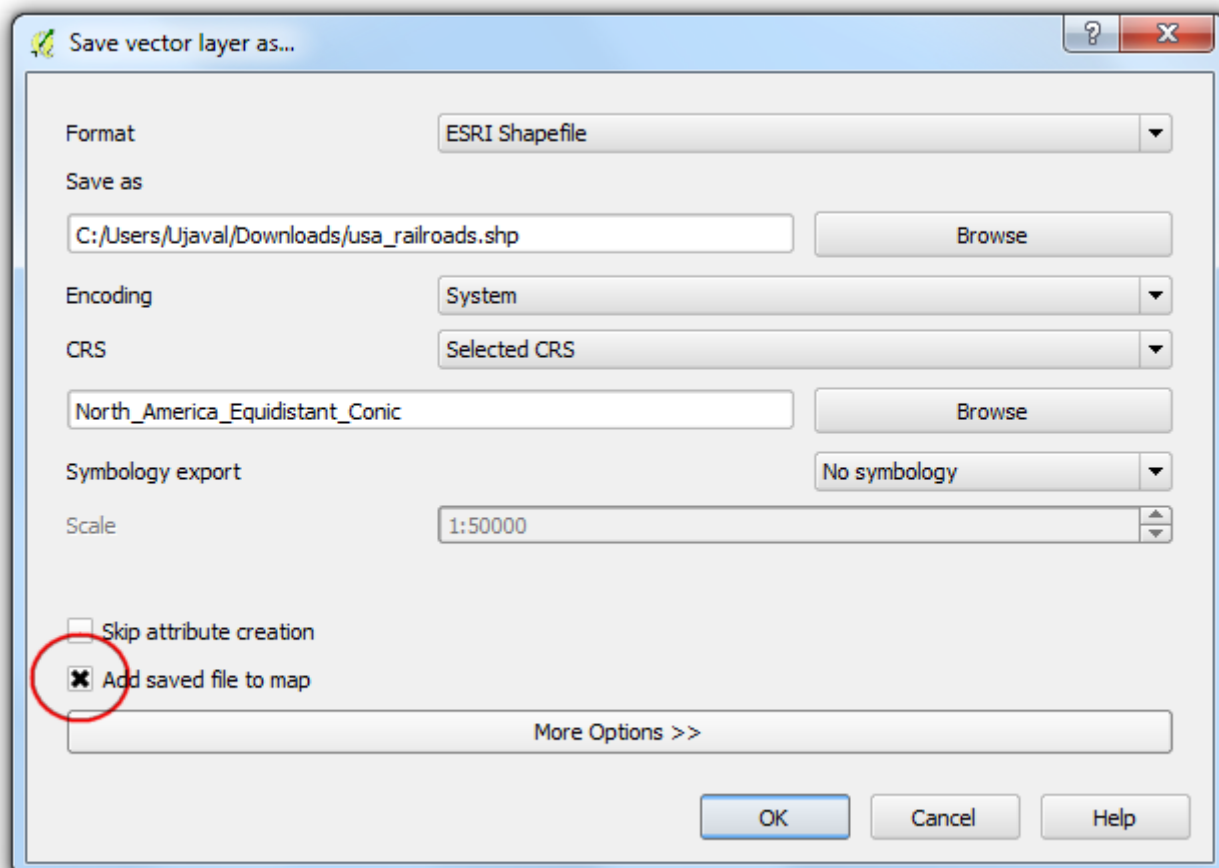 Save vector layer as...
Format ESRI Shapefile
Save as
C:/Users/Ujaval/Downloads/usa_railroads.shp Browse
Encoding System
CRS Selected CRS
North_America_Equidistant_Conic Browse
Symbology export No symbology
Scale 1:50000
Skip attribute creation
Add saved file to map
More Options >>
OK Cancel Help